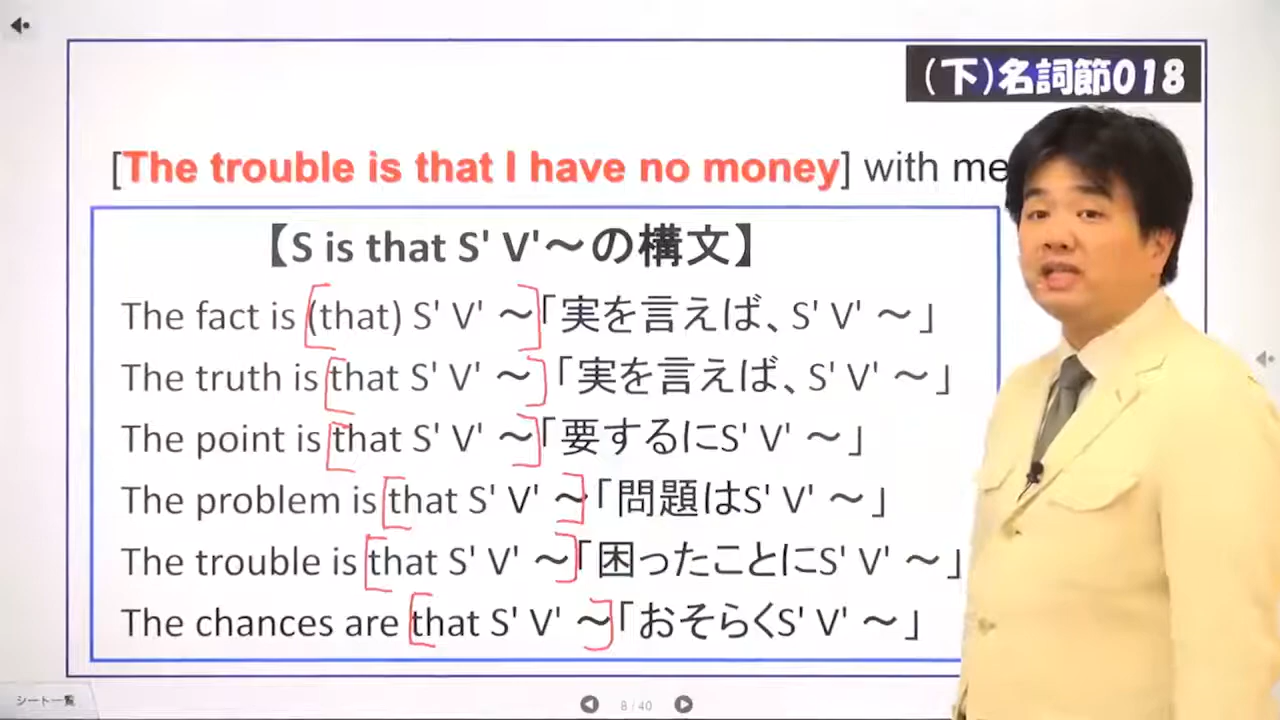 (下)名詞節018
[The trouble is that I have no money] with me
【S is that S' V'～の構文】
The fact is (that) S' V' ～「実を言えば、S' V' ～」
The truth is that S' V' ～「実を言えば、S' V' ～」
The point is that S' V' ～「要するにS' V' ～」
The problem is that S' V' ～「問題はS' V' ～」
The trouble is that S' V' ～「困ったことにS' V' ～」
The chances are that S' V' ～「おそらくS' V' ～」
シート一覧
8 / 40